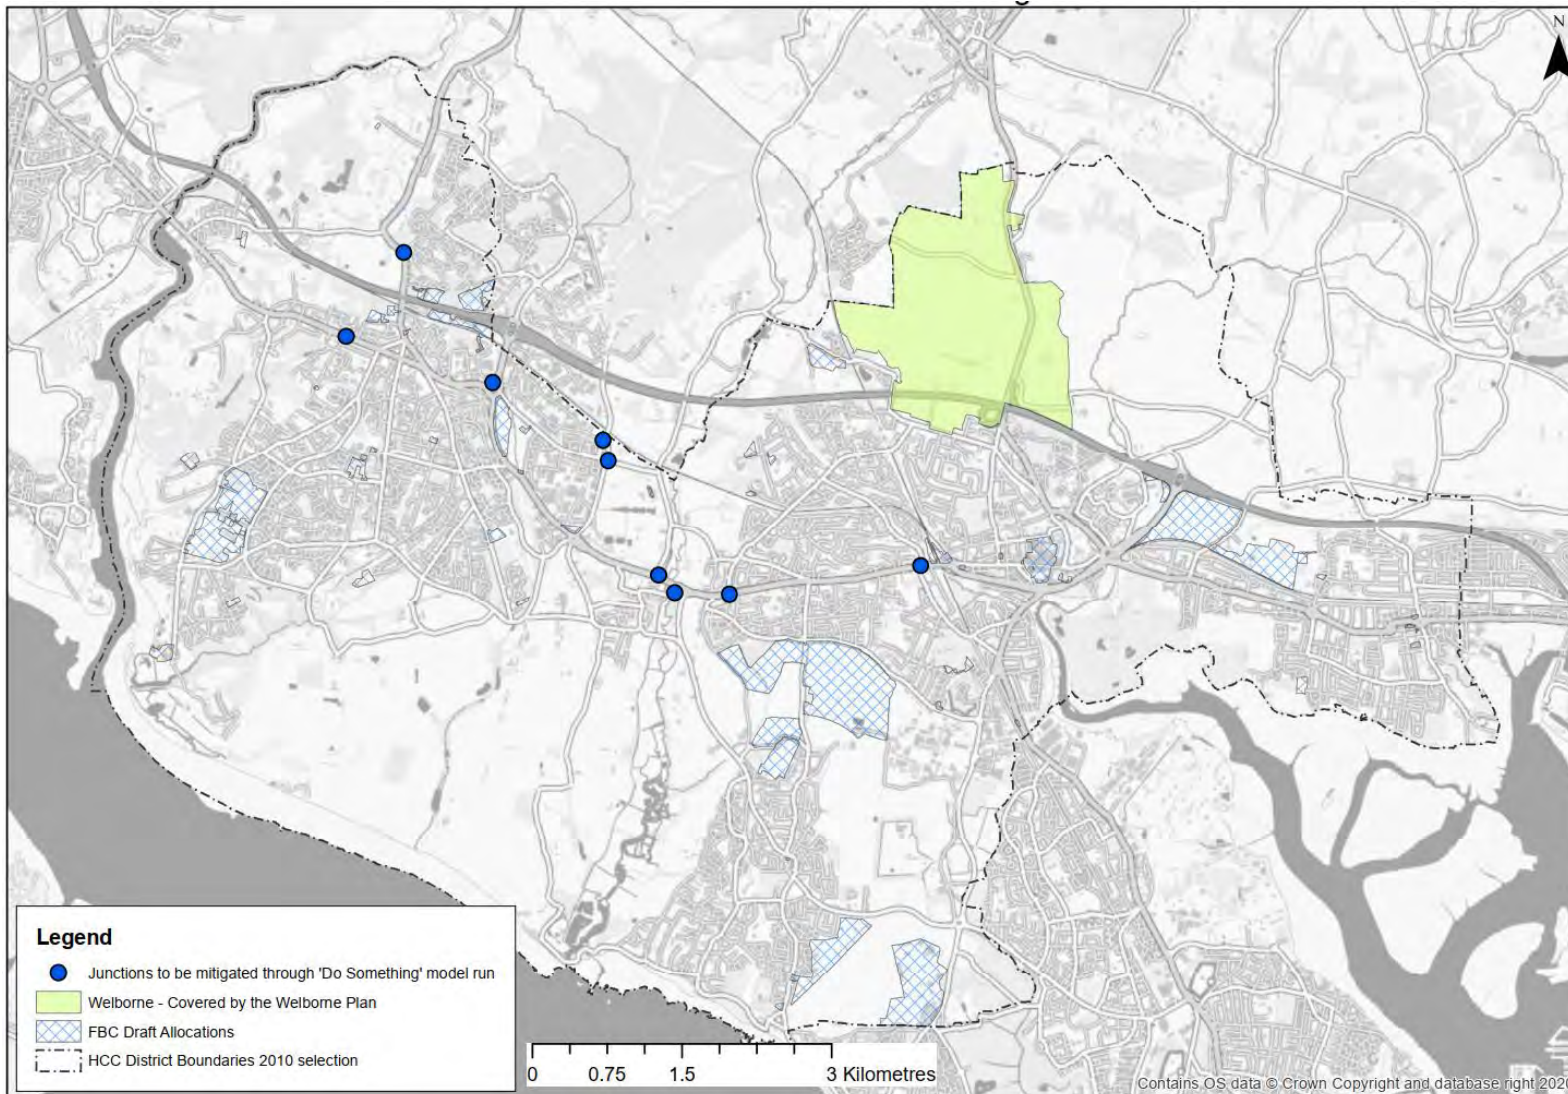 N
Legend
Junctions to be mitigated through 'Do Something' model run
Welborne - Covered by the Welborne Plan
FBC Draft Allocations
HCC District Boundaries 2010 selection
0 0.75 1.5 3 Kilometres
Contains OS data © Crown Copyright and database right 2020